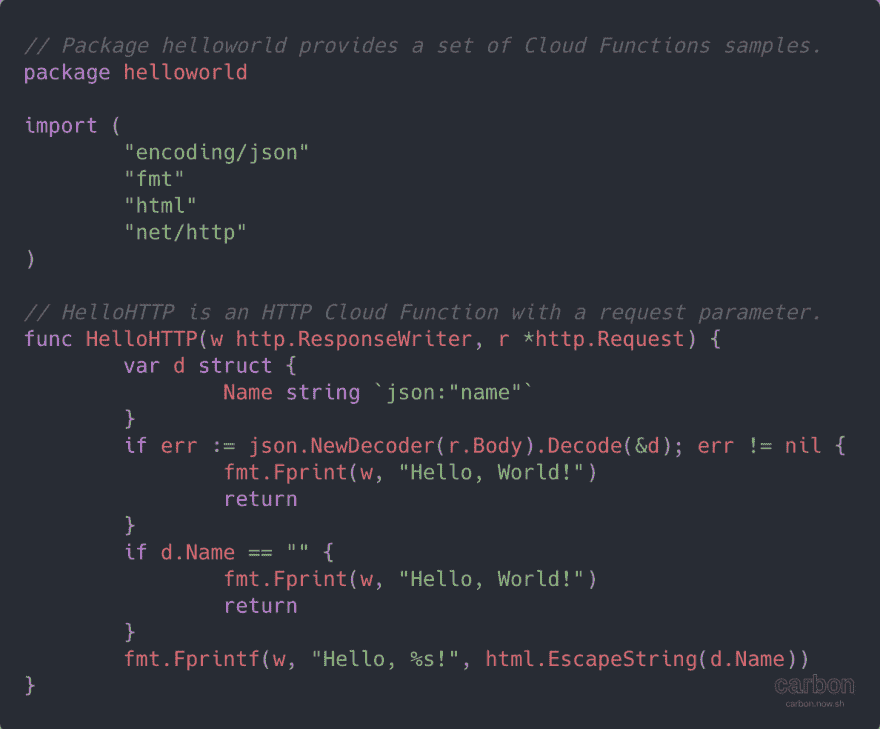 // Package helloworld provides a set of Cloud Functions samples.
package helloworld

import (
        "encoding/json"
        "fmt"
        "html"
        "net/http"
)

// HelloHTTP is an HTTP Cloud Function with a request parameter.
func HelloHTTP(w http.ResponseWriter, r *http.Request) {
        var d struct {
                Name string `json:"name"`
        }
        if err := json.NewDecoder(r.Body).Decode(&d); err != nil {
                fmt.Fprint(w, "Hello, World!")
                return
        }
        if d.Name == "" {
                fmt.Fprint(w, "Hello, World!")
                return
        }
        fmt.Fprintf(w, "Hello, %s!", html.EscapeString(d.Name))
}
carbon
carbon.now.sh